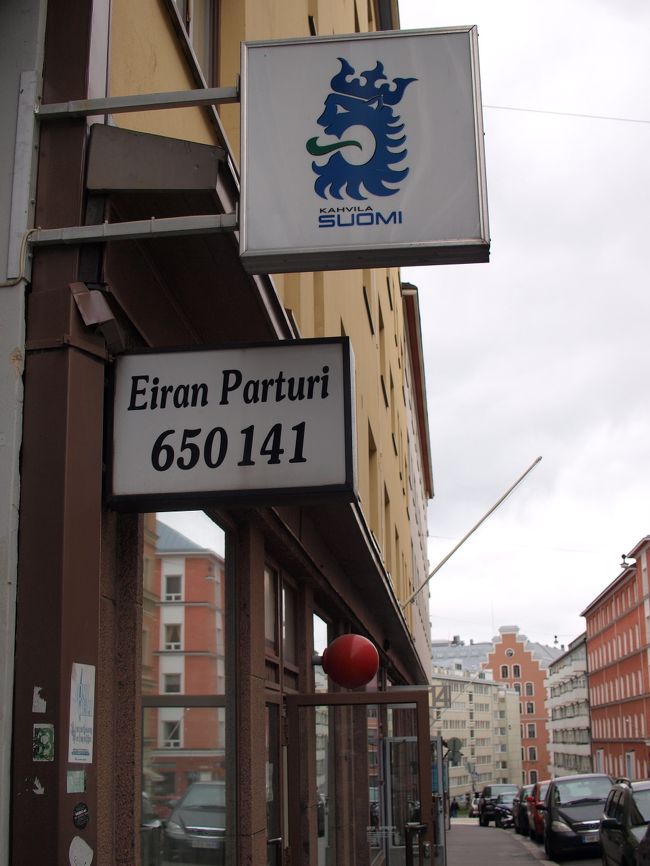 KAHVILA
SUOMI
Eiran Parturi
650 141